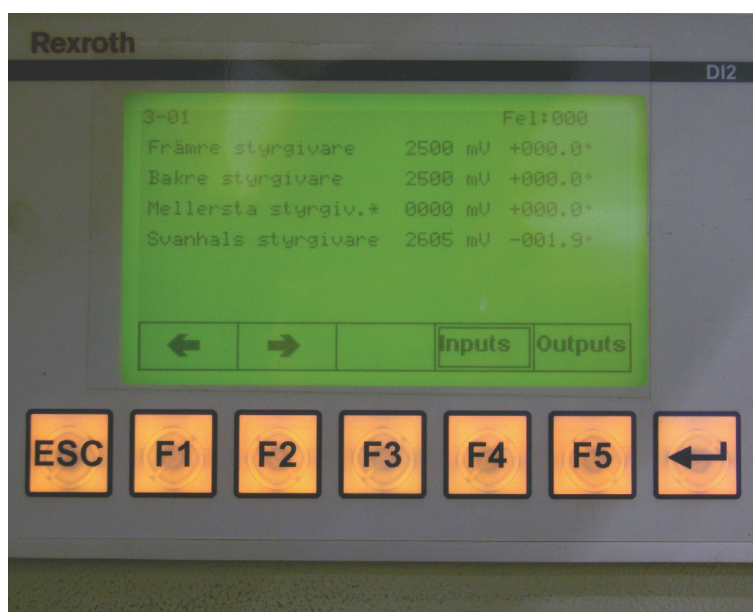 Rexroth
DI2
3-01 Fel:000
Främre styrgivare 2500 mV +000.0°
Bakre styrgivare 2500 mV +000.0°
Mellersta styrgiv.* 0000 mV +000.0°
Svanhals styrgivare 2605 mV -001.9°
Inputs Outputs
ESC F1 F2 F3 F4 F5